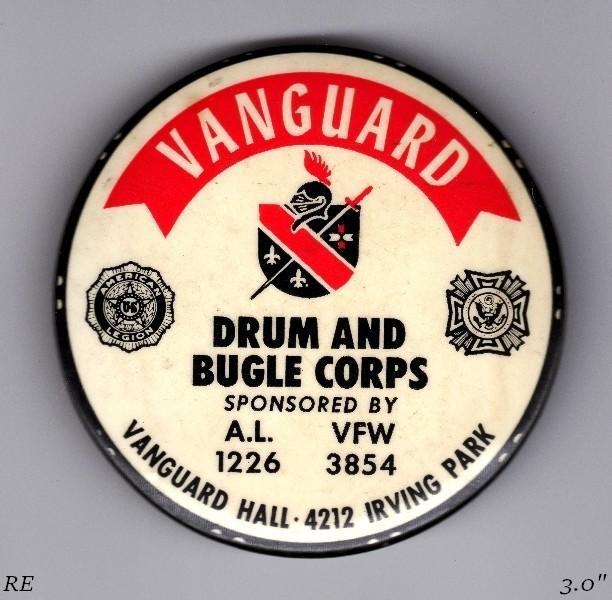 VANGUARD
AMERICAN
U.S.
LEGION
DRUM AND
BUGLE CORPS
SPONSORED BY
A.L. VFW
1226 3854
VANGUARD HALL · 4212 IRVING PARK
RE
3.0"